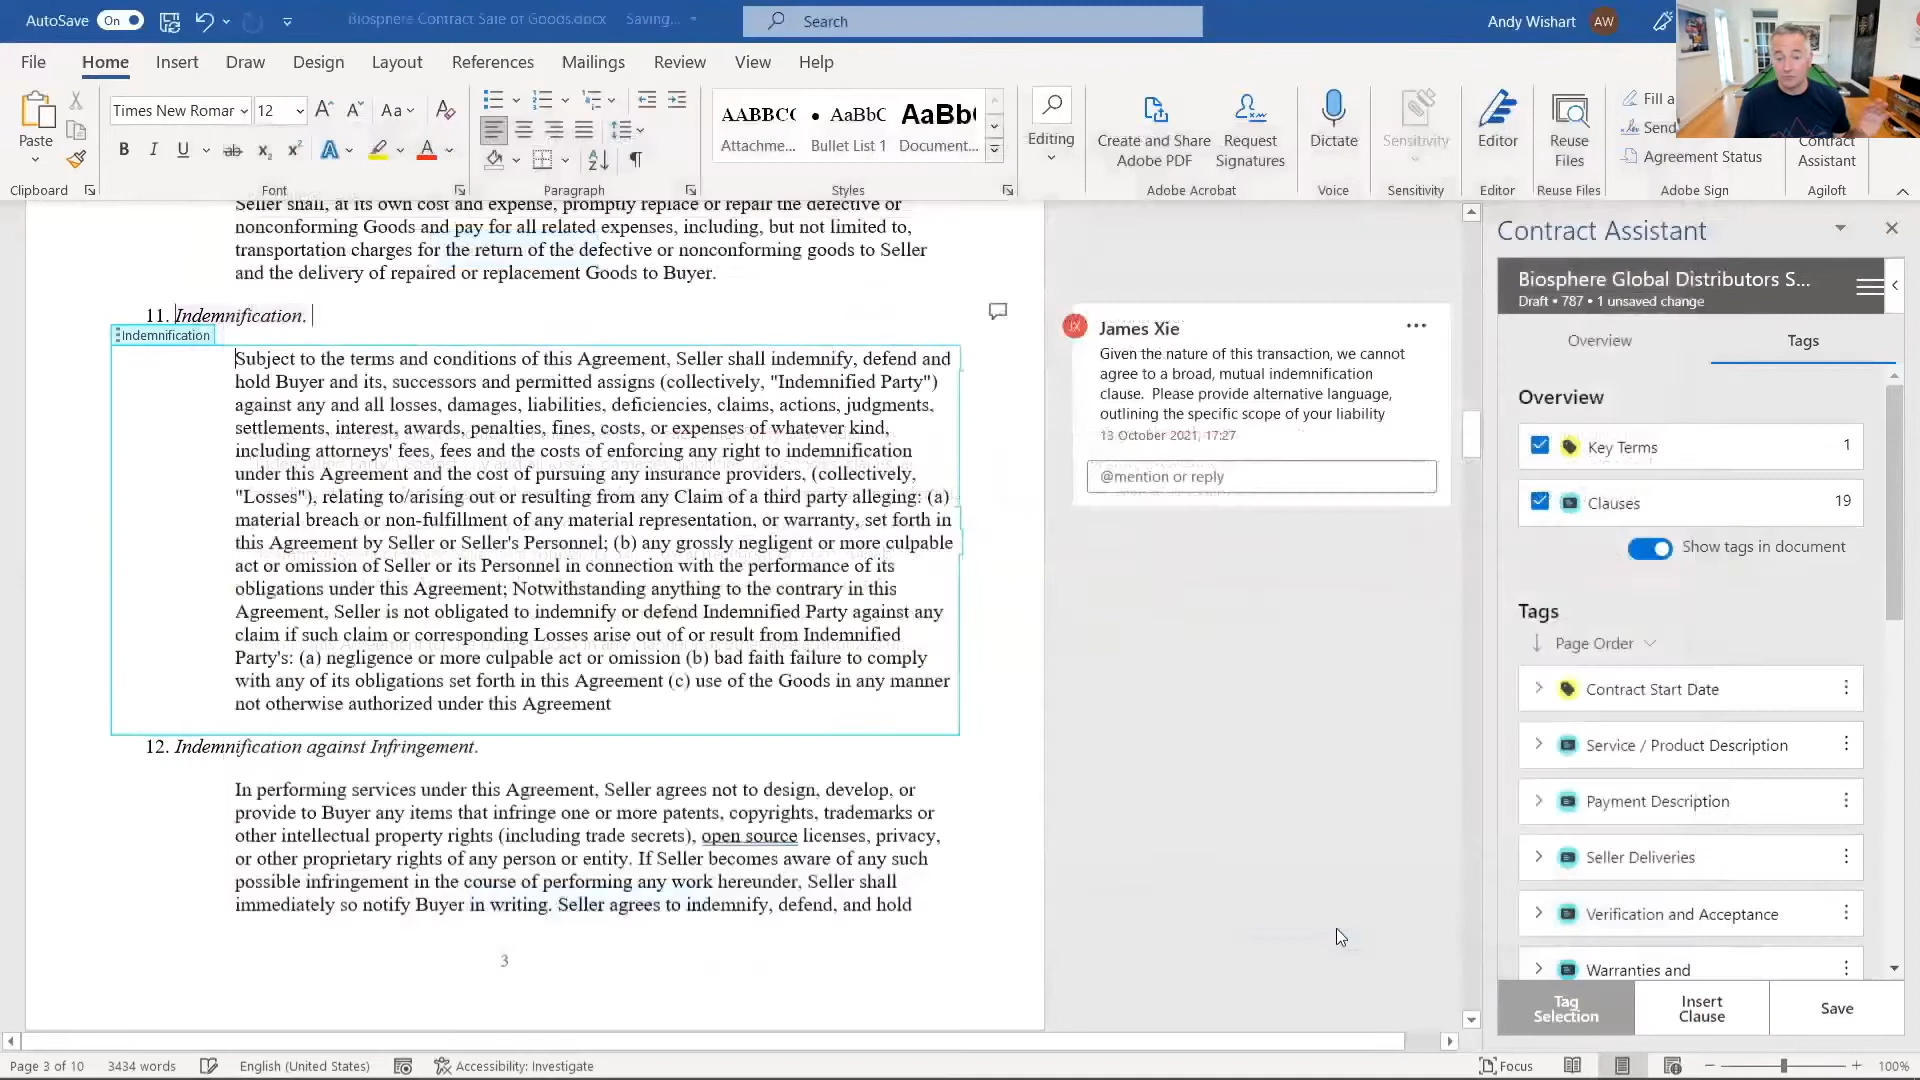 AutoSave On Biosphere Contract Sale of Goods.docx Saving... Search Andy Wishart AW
File Home Insert Draw Design Layout References Mailings Review View Help
Paste
Clipboard
Times New Romar 12 Aa
B I U ab x₂ x² A A
Font
Paragraph
AABBCC AaBbC AaBb
Attachme... Bullet List 1 Document...
Styles
Editing
Create and Share Adobe PDF
Request Signatures
Adobe Acrobat
Dictate
Voice
Sensitivity
Sensitivity
Editor
Editor
Reuse Files
Reuse Files
Fill a
Send
Agreement Status
Adobe Sign
Contract Assistant
Agiloft
Seller shall, at its own cost and expense, promptly replace or repair the defective or
nonconforming Goods and pay for all related expenses, including, but not limited to,
transportation charges for the return of the defective or nonconforming goods to Seller
and the delivery of repaired or replacement Goods to Buyer.
11. Indemnification.
Indemnification
Subject to the terms and conditions of this Agreement, Seller shall indemnify, defend and
hold Buyer and its, successors and permitted assigns (collectively, "Indemnified Party")
against any and all losses, damages, liabilities, deficiencies, claims, actions, judgments,
settlements, interest, awards, penalties, fines, costs, or expenses of whatever kind,
including attorneys' fees, fees and the costs of enforcing any right to indemnification
under this Agreement and the cost of pursuing any insurance providers, (collectively,
"Losses"), relating to/arising out or resulting from any Claim of a third party alleging: (a)
material breach or non-fulfillment of any material representation, or warranty, set forth in
this Agreement by Seller or Seller's Personnel; (b) any grossly negligent or more culpable
act or omission of Seller or its Personnel in connection with the performance of its
obligations under this Agreement; Notwithstanding anything to the contrary in this
Agreement, Seller is not obligated to indemnify or defend Indemnified Party against any
claim if such claim or corresponding Losses arise out of or result from Indemnified
Party's: (a) negligence or more culpable act or omission (b) bad faith failure to comply
with any of its obligations set forth in this Agreement (c) use of the Goods in any manner
not otherwise authorized under this Agreement
12. Indemnification against Infringement.
In performing services under this Agreement, Seller agrees not to design, develop, or
provide to Buyer any items that infringe one or more patents, copyrights, trademarks or
other intellectual property rights (including trade secrets), open source licenses, privacy,
or other proprietary rights of any person or entity. If Seller becomes aware of any such
possible infringement in the course of performing any work hereunder, Seller shall
immediately so notify Buyer in writing. Seller agrees to indemnify, defend, and hold
3
JX James Xie
Given the nature of this transaction, we cannot
agree to a broad, mutual indemnification
clause. Please provide alternative language,
outlining the specific scope of your liability
13 October 2021, 17:27
@mention or reply
Contract Assistant
Biosphere Global Distributors S...
Draft • 787 • 1 unsaved change
Overview Tags
Overview
Key Terms 1
Clauses 19
Show tags in document
Tags
Page Order
Contract Start Date
Service / Product Description
Payment Description
Seller Deliveries
Verification and Acceptance
Warranties and
Tag Selection
Insert Clause
Save
Page 3 of 10 3434 words English (United States) Accessibility: Investigate Focus 100%